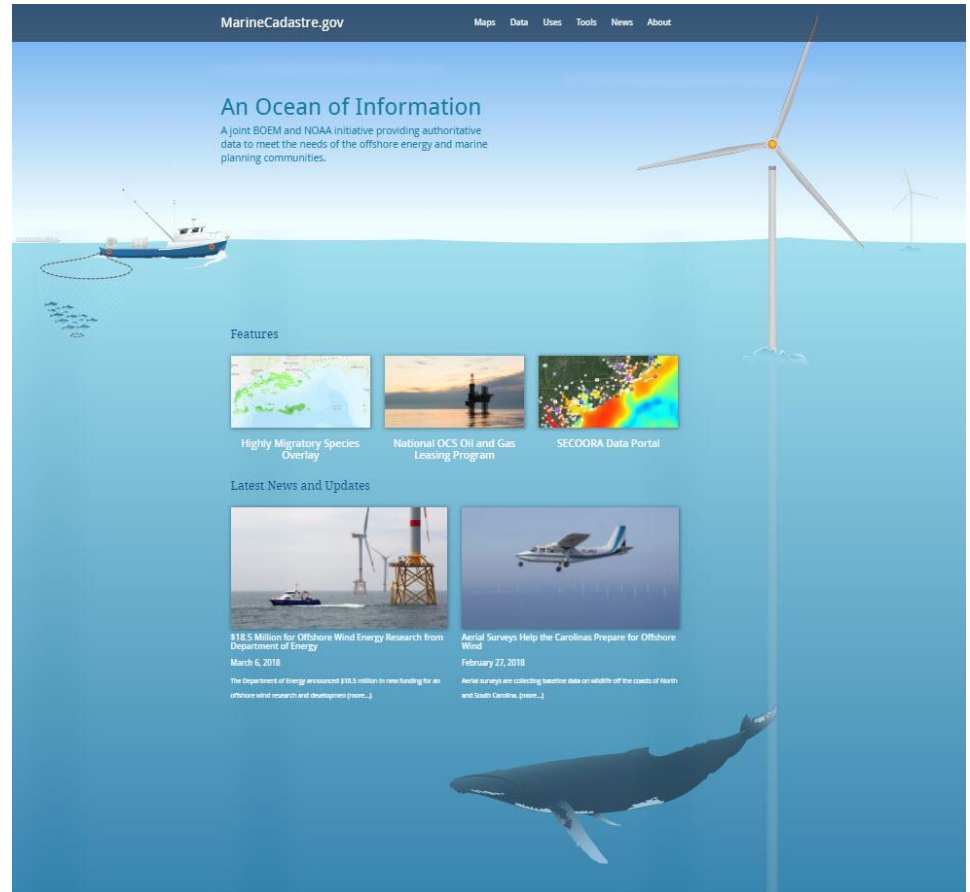 MarineCadastre.gov
Maps Data Uses Tools News About
An Ocean of Information
A joint BOEM and NOAA initiative providing authoritative
data to meet the needs of the offshore energy and marine
planning communities.
Features
Highly Migratory Species
Overlay
National OCS Oil and Gas
Leasing Program
SECOORA Data Portal
Latest News and Updates
$18.5 Million for Offshore Wind Energy Research from
Department of Energy
March 6, 2018
The Department of Energy announced $18.5 million in new funding for an
offshore wind research and developmen (more...)
Aerial Surveys Help the Carolinas Prepare for Offshore
Wind
February 27, 2018
Aerial surveys are collecting baseline data on wildlife off the coasts of North
and South Carolina. (more...)